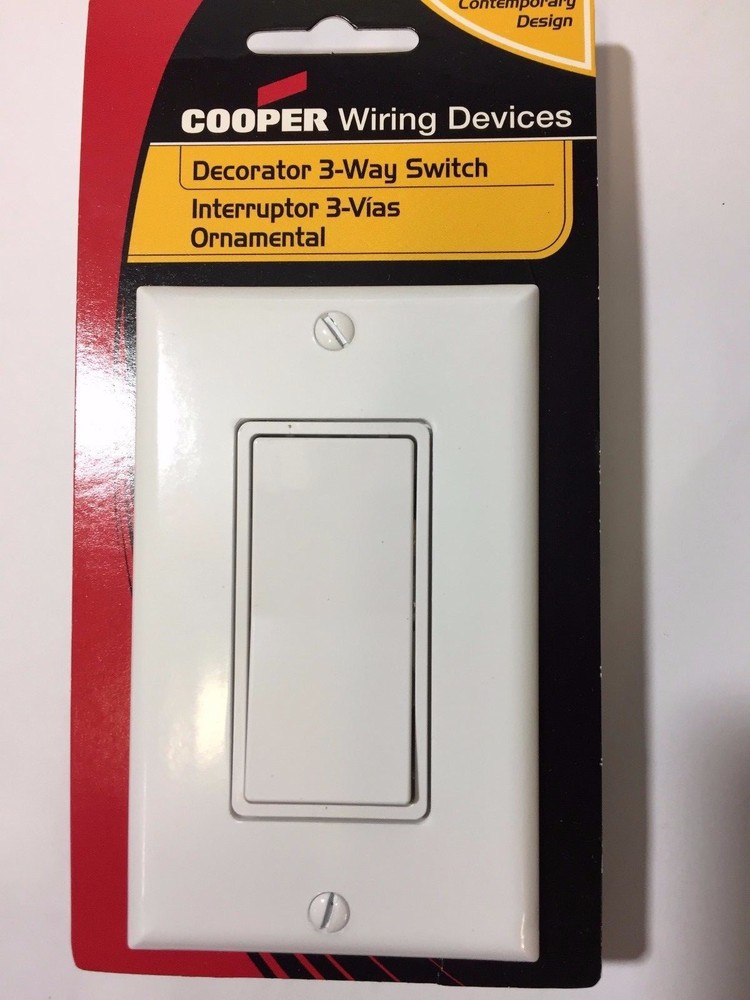 Contemporary
Design
COOPER Wiring Devices
Decorator 3-Way Switch
Interruptor 3-Vías
Ornamental